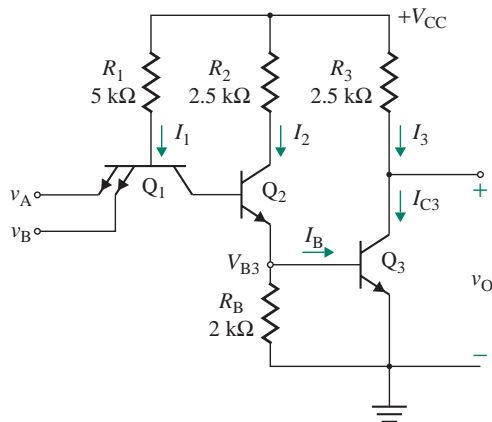 +V_CC
R_1
5 kΩ
R_2
2.5 kΩ
R_3
2.5 kΩ
I_1
I_2
I_3
v_A
Q_1
Q_2
I_C3
+
v_B
I_B
V_B3
Q_3
v_O
R_B
2 kΩ
–